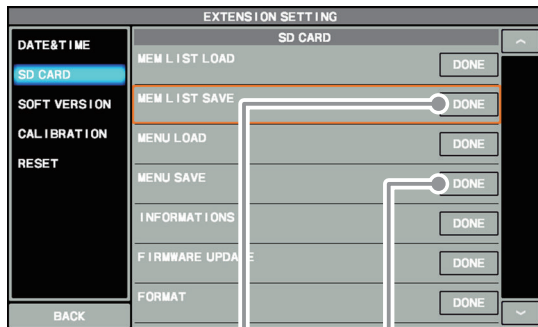 EXTENSION SETTING
DATE&TIME
SD CARD
SOFT VERSION
CALIBRATION
RESET
BACK
SD CARD
MEM LIST LOAD DONE
MEM LIST SAVE DONE
MENU LOAD DONE
MENU SAVE DONE
INFORMATIONS DONE
FIRMWARE UPDATE DONE
FORMAT DONE